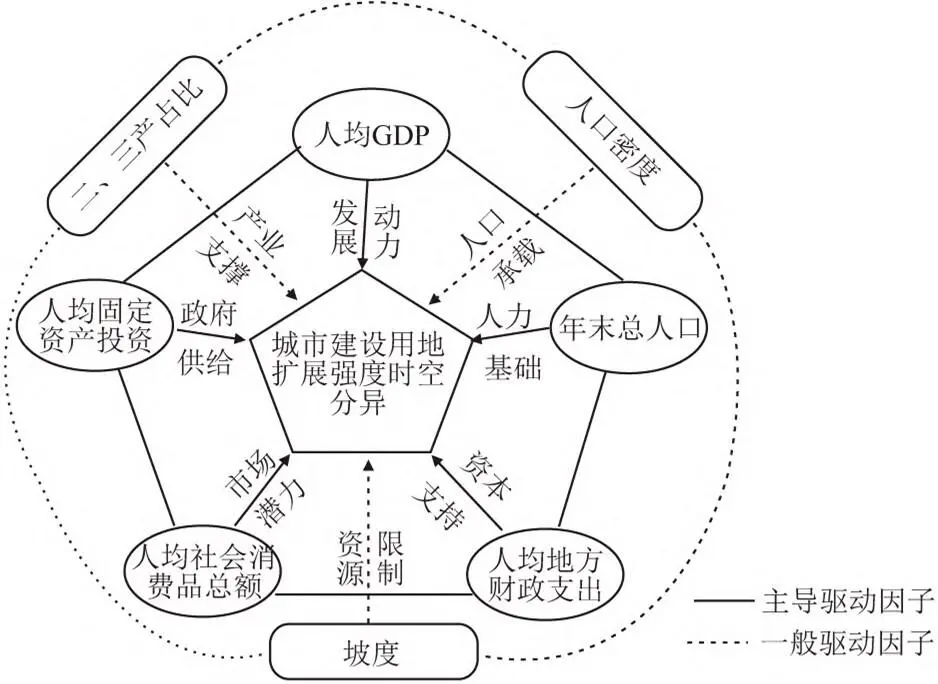 二、三产占比
人口密度
人均GDP
产业
支撑
发展
动力
人口
承载
人均固定
资产投资
政府
供给
城市建设用地
扩展强度时空
分异
人力
基础
年末总人口
市场
潜力
资本
支持
资源
限制
人均社会消
费品总额
人均地方
财政支出
坡度
主导驱动因子
一般驱动因子